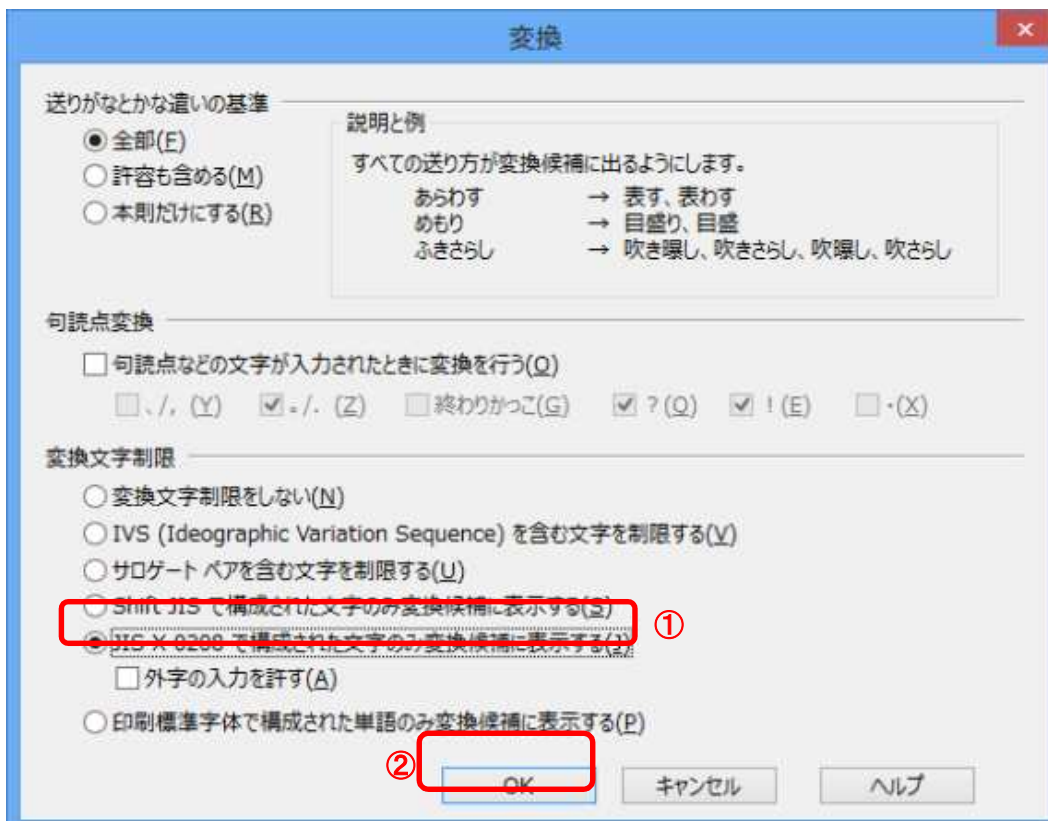 変換
送りがなとかな遣いの基準
全部(F)
許容も含める(M)
本則だけにする(R)
説明と例
すべての送り方が変換候補に出るようにします。
あらわす → 表す、表わす
めもり → 目盛り、目盛
ふきさらし → 吹き曝し、吹きさらし、吹曝し、吹さらし
句読点変換
句読点などの文字が入力されたときに変換を行う(O)
、/, (Y) 。/. (Z) 終わりかっこ(G) ? (Q) ! (E) ・(X)
変換文字制限
変換文字制限をしない(N)
IVS (Ideographic Variation Sequence) を含む文字を制限する(V)
サロゲート ペアを含む文字を制限する(U)
Shift JIS で構成された文字のみ変換候補に表示する(S)
①
JIS X 0208 で構成された文字のみ変換候補に表示する(J)
外字の入力を許す(A)
印刷標準字体で構成された単語のみ変換候補に表示する(P)
②
OK キャンセル ヘルプ